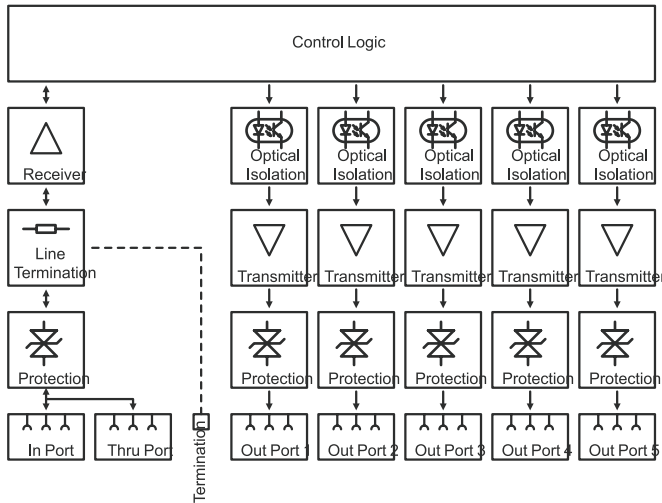 Control Logic
Receiver
Optical
Isolation
Optical
Isolation
Optical
Isolation
Optical
Isolation
Optical
Isolation
Line
Termination
Transmitter
Transmitter
Transmitter
Transmitter
Transmitter
Protection
Protection
Protection
Protection
Protection
Protection
In Port
Thru Port
Termination
Out Port 1
Out Port 2
Out Port 3
Out Port 4
Out Port 5